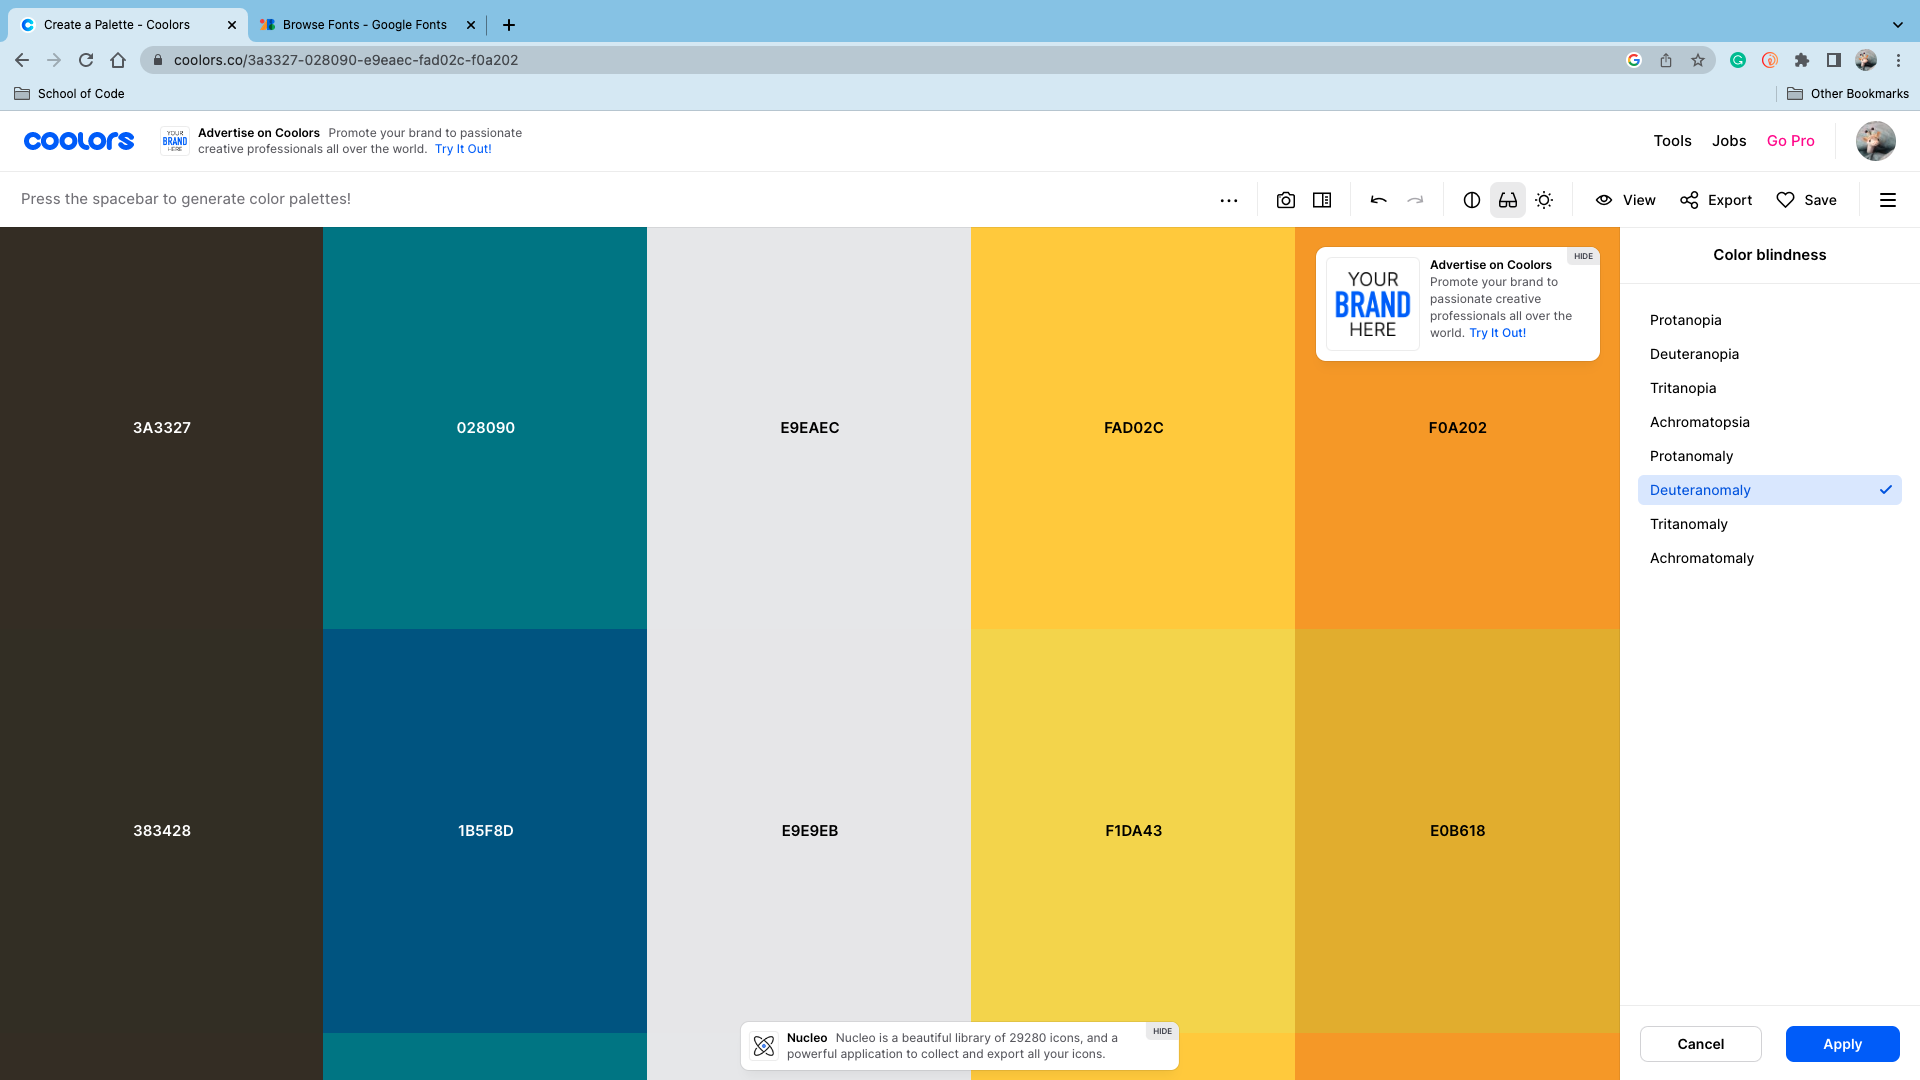 Create a Palette - Coolors
Browse Fonts - Google Fonts
coolors.co/3a3327-028090-e9eaec-fad02c-f0a202
School of Code
Other Bookmarks
coolors
YOUR
BRAND
HERE
Advertise on Coolors Promote your brand to passionate
creative professionals all over the world. Try It Out!
Tools
Jobs
Go Pro
Press the spacebar to generate color palettes!
View
Export
Save
HIDE
YOUR
BRAND
HERE
Advertise on Coolors
Promote your brand to
passionate creative
professionals all over the
world. Try It Out!
3A3327
028090
E9EAEC
FAD02C
F0A202
383428
1B5F8D
E9E9EB
F1DA43
E0B618
Color blindness
Protanopia
Deuteranopia
Tritanopia
Achromatopsia
Protanomaly
Deuteranomaly
Tritanomaly
Achromatomaly
HIDE
Nucleo Nucleo is a beautiful library of 29280 icons, and a
powerful application to collect and export all your icons.
Cancel
Apply